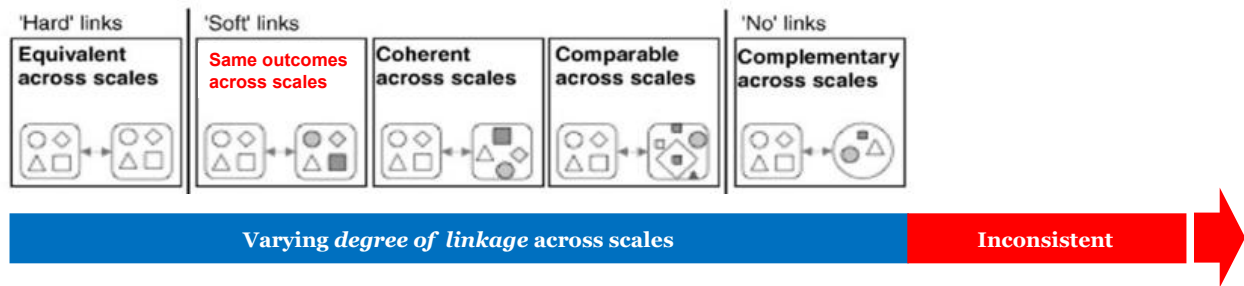 'Hard' links
'Soft' links
'No' links
Equivalent
across scales
Same outcomes
across scales
Coherent
across scales
Comparable
across scales
Complementary
across scales
Varying degree of linkage across scales
Inconsistent